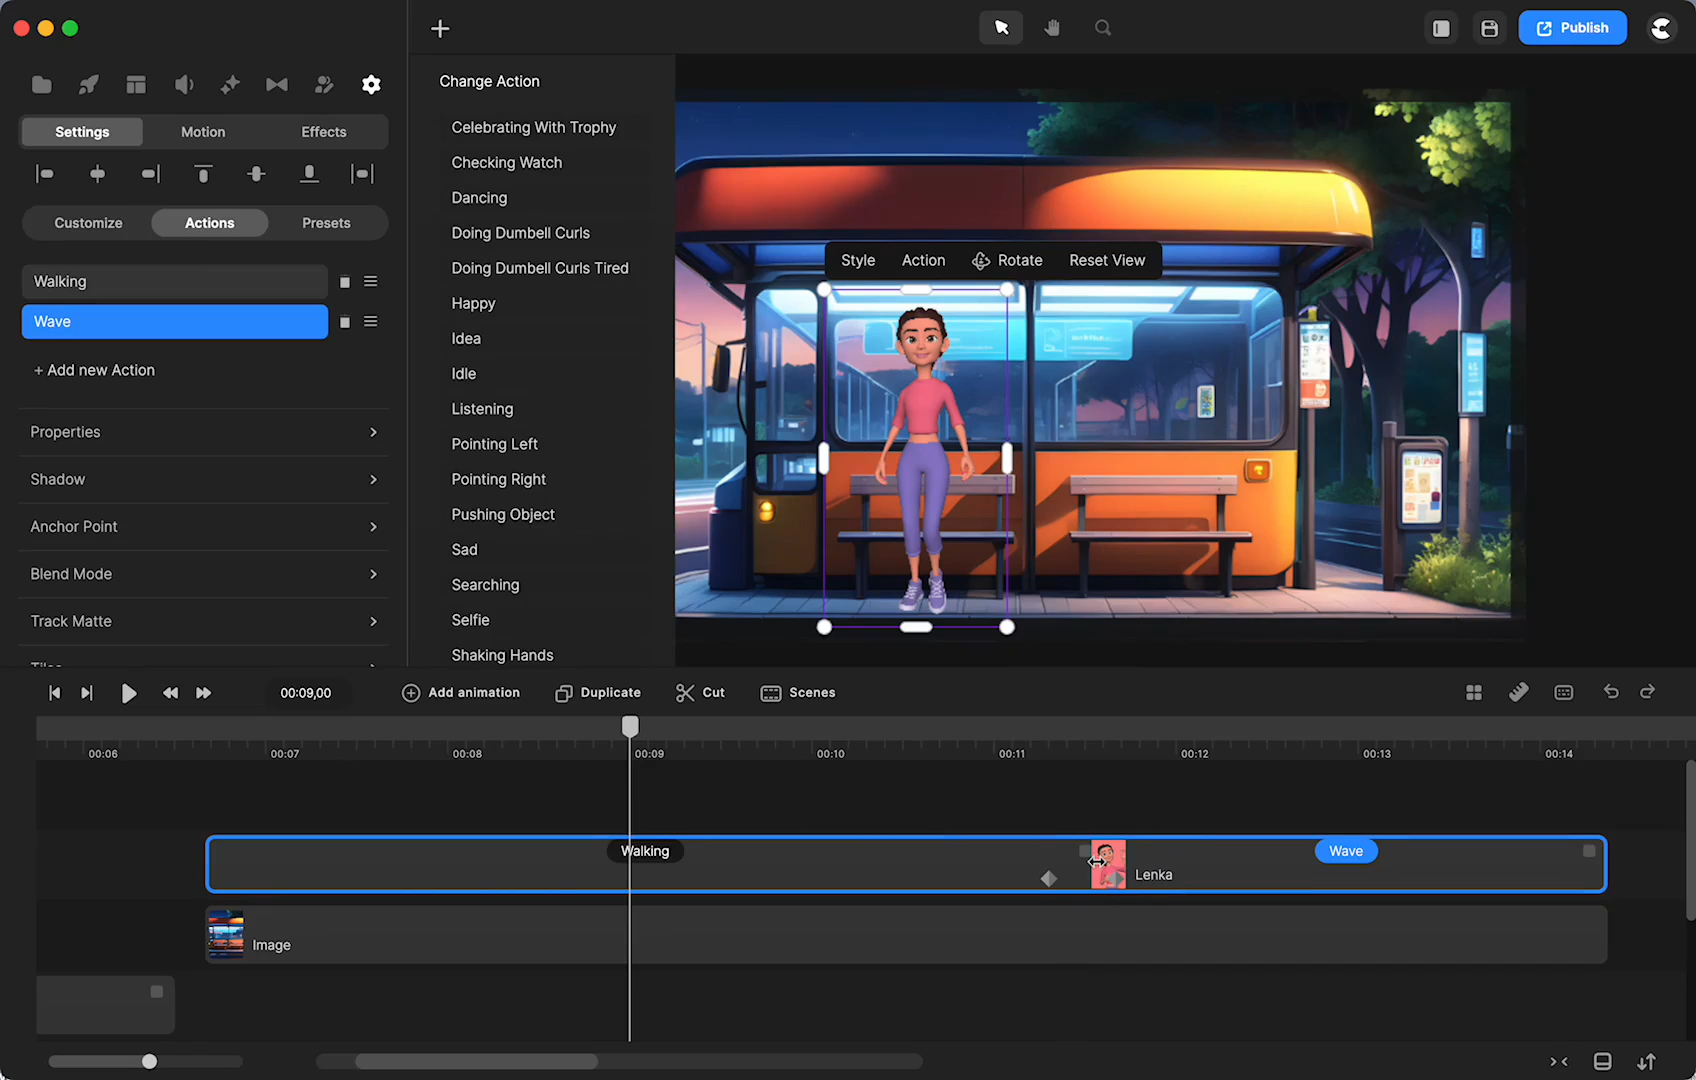 Publish
Settings
Motion
Effects
Customize
Actions
Presets
Walking
Wave
+ Add new Action
Properties
Shadow
Anchor Point
Blend Mode
Track Matte
Change Action
Celebrating With Trophy
Checking Watch
Dancing
Doing Dumbell Curls
Doing Dumbell Curls Tired
Happy
Idea
Idle
Listening
Pointing Left
Pointing Right
Pushing Object
Sad
Searching
Selfie
Shaking Hands
Style
Action
Rotate
Reset View
00:09,00
Add animation
Duplicate
Cut
Scenes
00:06
00:07
00:08
00:09
00:10
00:11
00:12
00:13
00:14
Walking
Wave
Lenka
Image